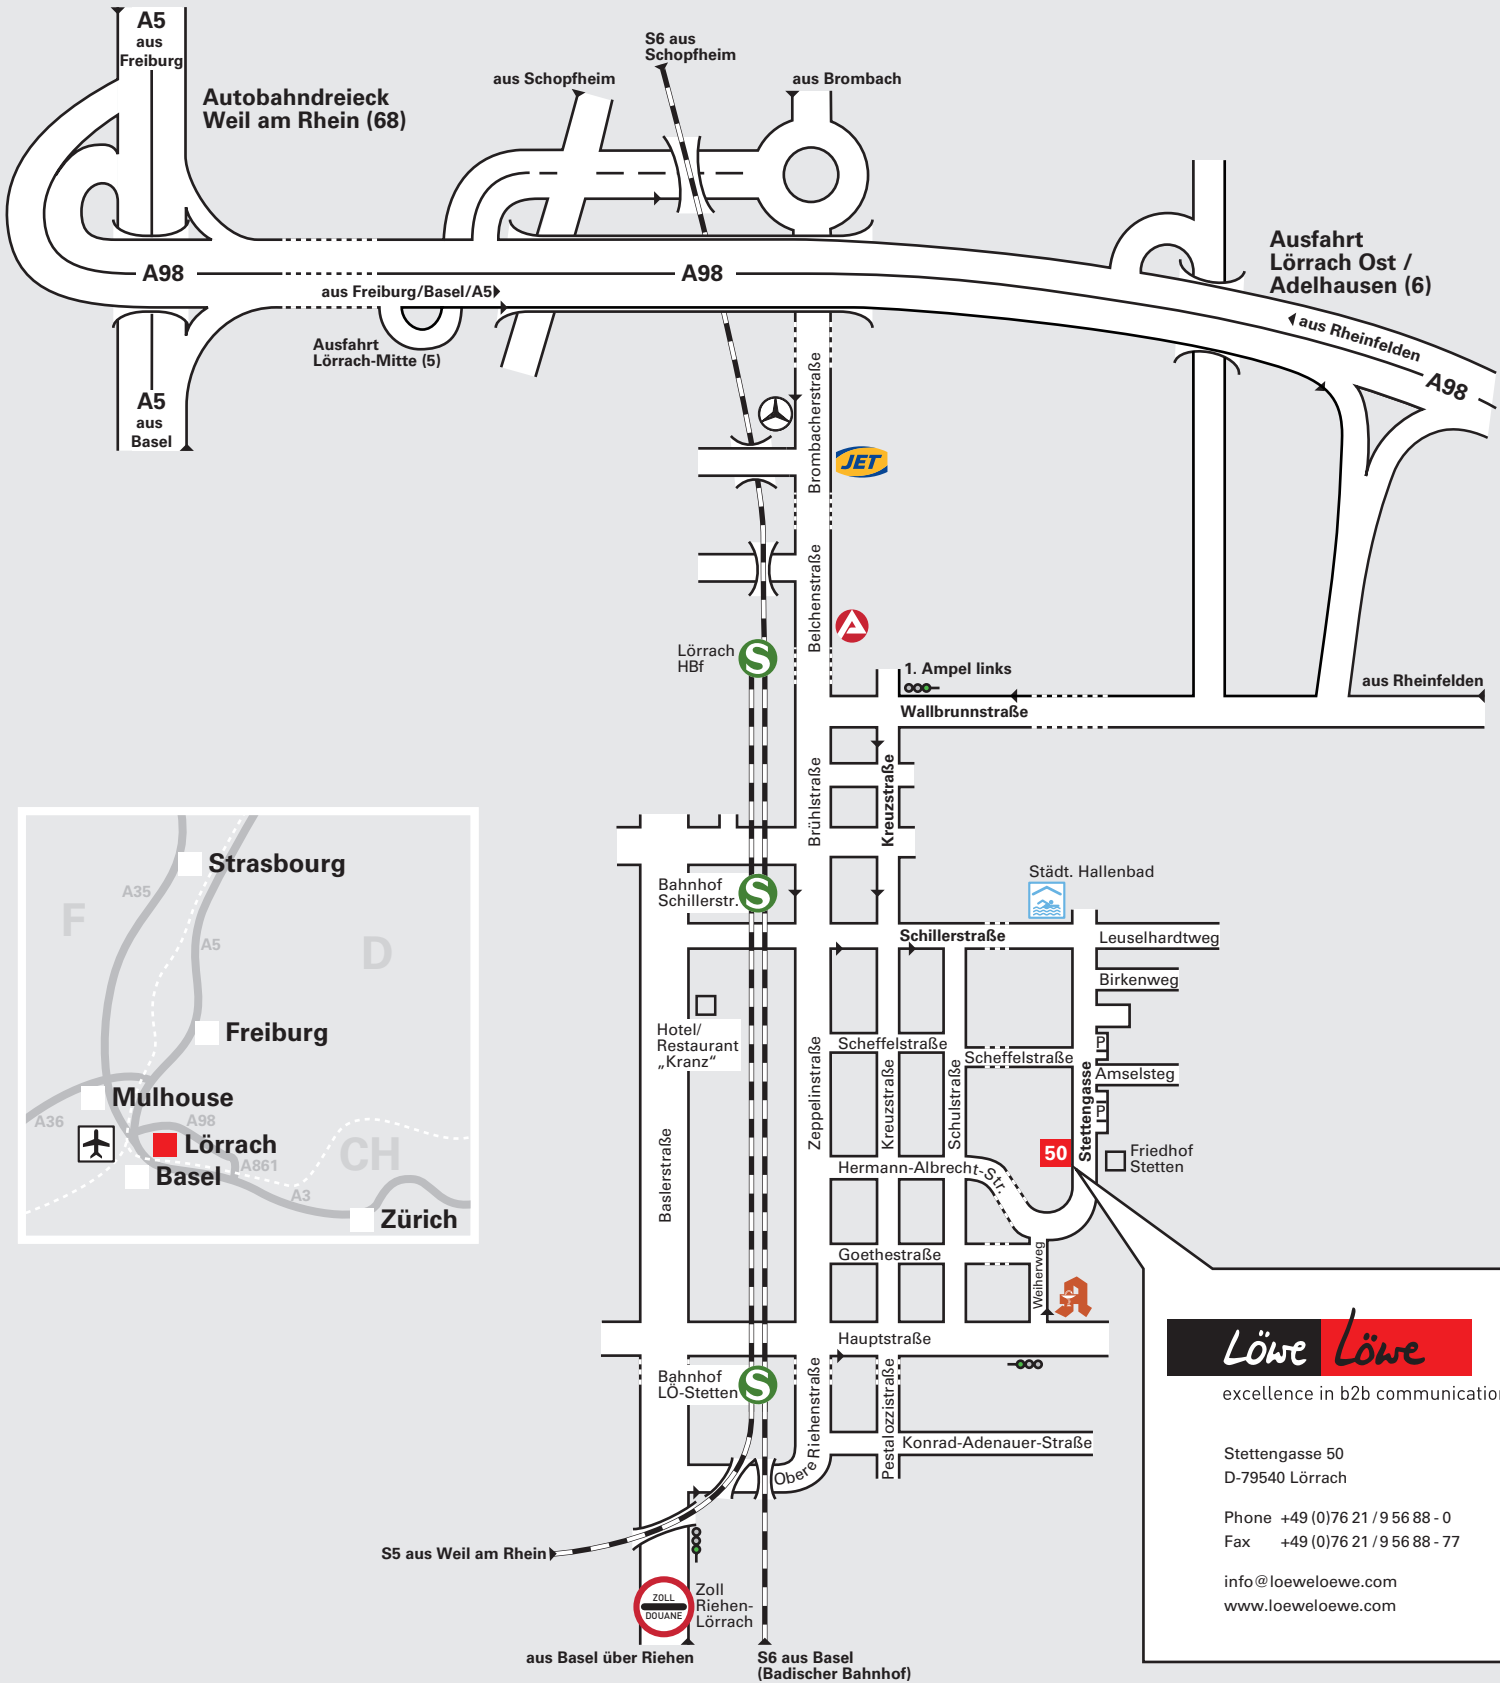 A5
aus
Freiburg
Autobahndreieck
Weil am Rhein (68)
aus Schopfheim
S6 aus
Schopfheim
aus Brombach
A98
A98
aus Freiburg/Basel/A5
Ausfahrt
Lörrach-Mitte (5)
Ausfahrt
Lörrach Ost /
Adelhausen (6)
aus Rheinfelden
A98
A5
aus
Basel
Brombacherstraße
JET
Belchenstraße
Lörrach
HBf
S
1. Ampel links
Wallbrunnstraße
aus Rheinfelden
Brühlstraße
Kreuzstraße
Bahnhof
Schillerstr.
S
Städt. Hallenbad
Schillerstraße
Leuselhardtweg
Birkenweg
Hotel/
Restaurant
„Kranz“
Zeppelinstraße
Scheffelstraße
Scheffelstraße
Kreuzstraße
Schulstraße
Stettengasse
P
Amselsteg
P
Baslerstraße
50
Friedhof
Stetten
Hermann-Albrecht-Str.
Goethestraße
Weiherweg
Hauptstraße
Bahnhof
LÖ-Stetten
S
Obere Riehenstraße
Pestalozzistraße
Konrad-Adenauer-Straße
S5 aus Weil am Rhein
ZOLL
DOUANE
Zoll
Riehen-
Lörrach
aus Basel über Riehen
S6 aus Basel
(Badischer Bahnhof)
Strasbourg
A35
F
A5
D
Freiburg
Mulhouse
A36
A98
Lörrach
CH
A861
Basel
A3
Zürich
Löwe Löwe
excellence in b2b communication
Stettengasse 50
D-79540 Lörrach
Phone +49 (0)76 21 / 9 56 88 - 0
Fax +49 (0)76 21 / 9 56 88 - 77
info@loeweloewe.com
www.loeweloewe.com